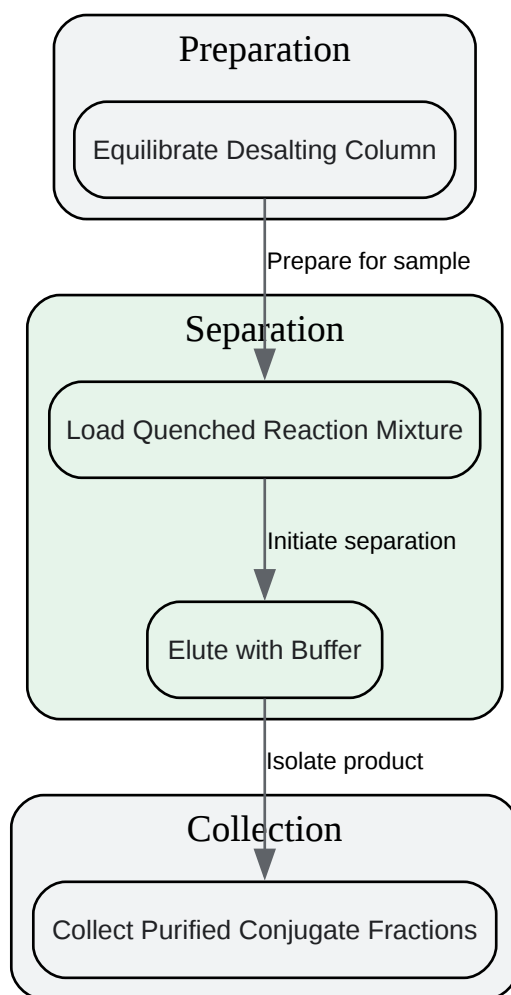 Preparation
Equilibrate Desalting Column
Prepare for sample
Separation
Load Quenched Reaction Mixture
Initiate separation
Elute with Buffer
Isolate product
Collection
Collect Purified Conjugate Fractions